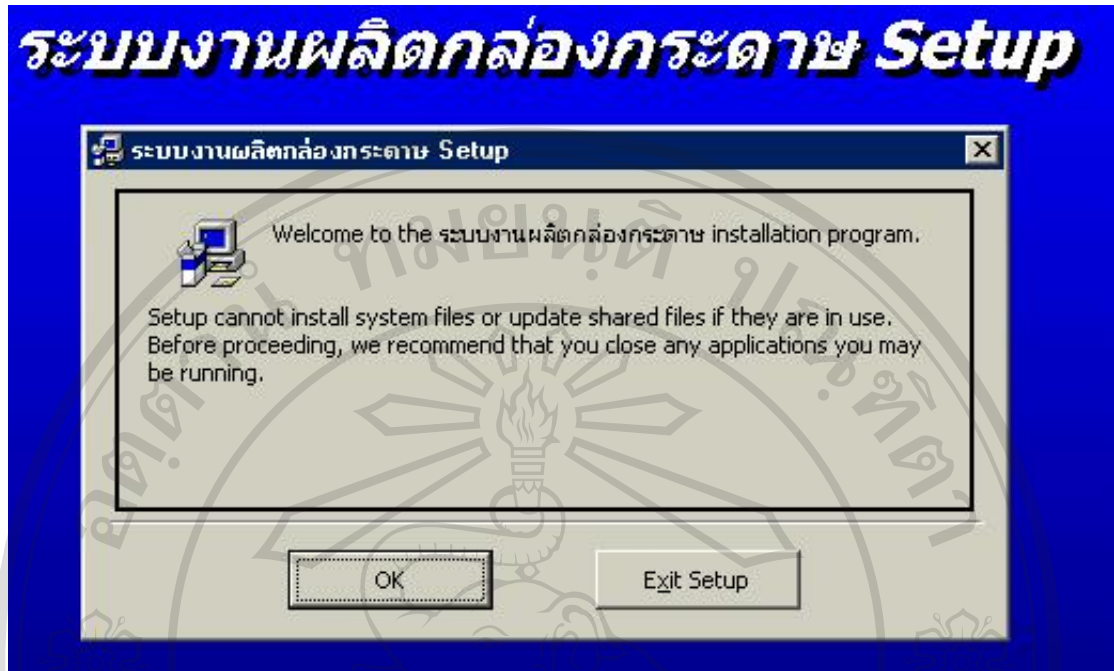 ระบบงานผลิตกล่องกระดาษ Setup
ระบบงานผลิตกล่องกระดาษ Setup
Welcome to the ระบบงานผลิตกล่องกระดาษ installation program.
Setup cannot install system files or update shared files if they are in use.
Before proceeding, we recommend that you close any applications you may
be running.
OK
Exit Setup